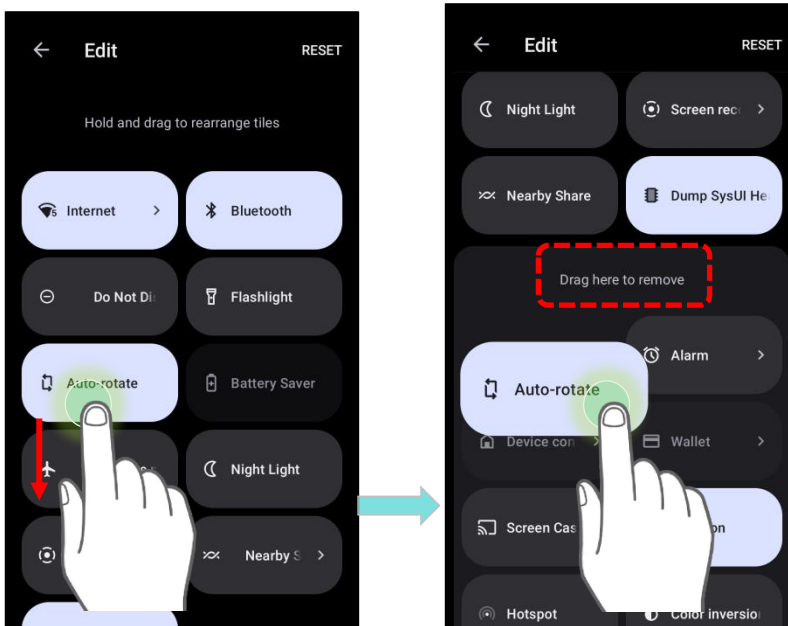 Edit
RESET
Hold and drag to rearrange tiles
Internet
Bluetooth
Do Not Di
Flashlight
Auto-rotate
Battery Saver
Night Light
Nearby S
Edit
RESET
Night Light
Screen rec
Nearby Share
Dump SysUI He
Drag here to remove
Alarm
Auto-rotate
Device con
Wallet
Screen Cas
on
Hotspot
Color inversio